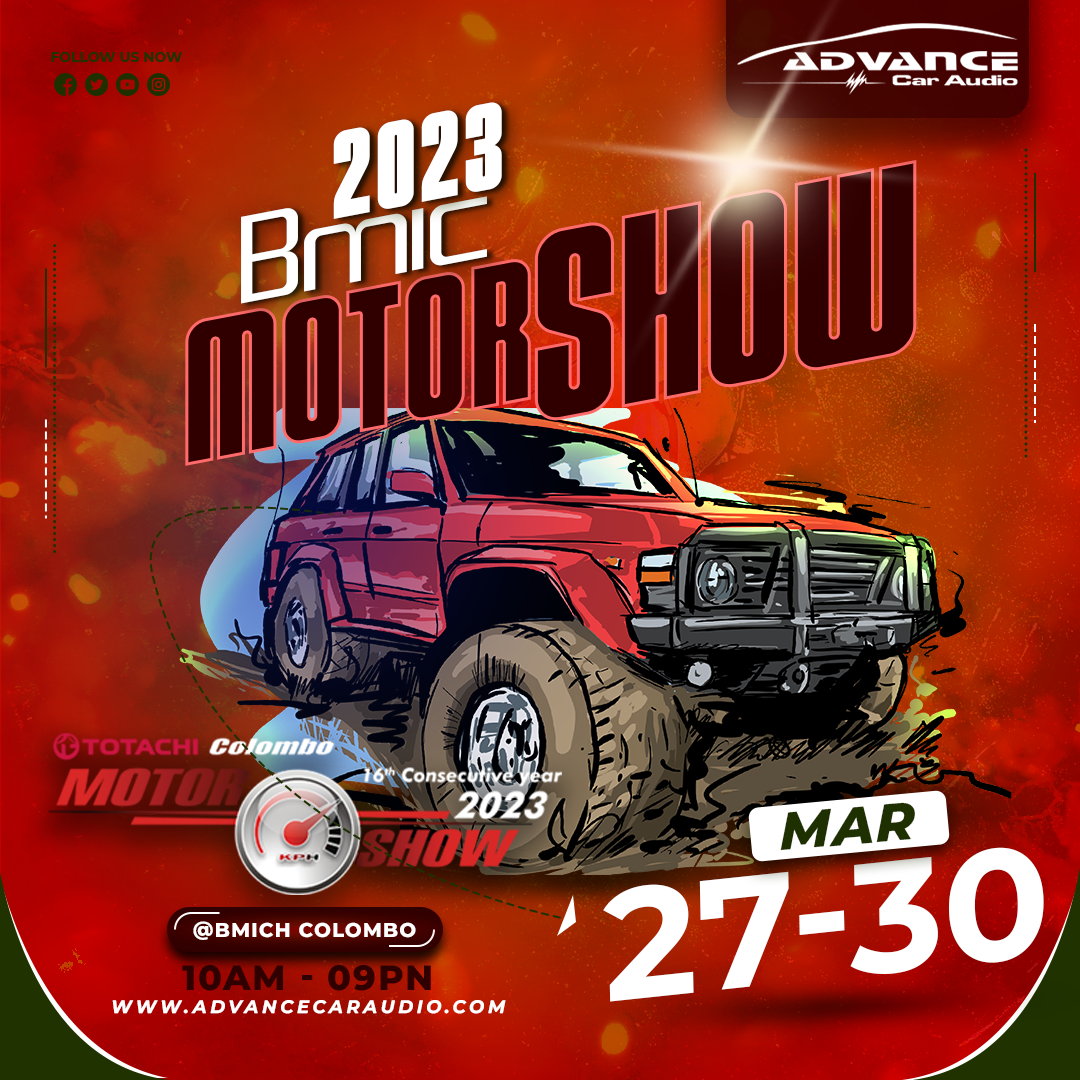 FOLLOW US NOW
ADVANCE
Car Audio
2023
Bmic
MOTORSHOW
TOTACHI Colombo
MOTOR
16th Consecutive year
2023
KPH
SHOW
MAR
27-30
@BMICH COLOMBO
10AM - 09PN
WWW.ADVANCECARAUDIO.COM